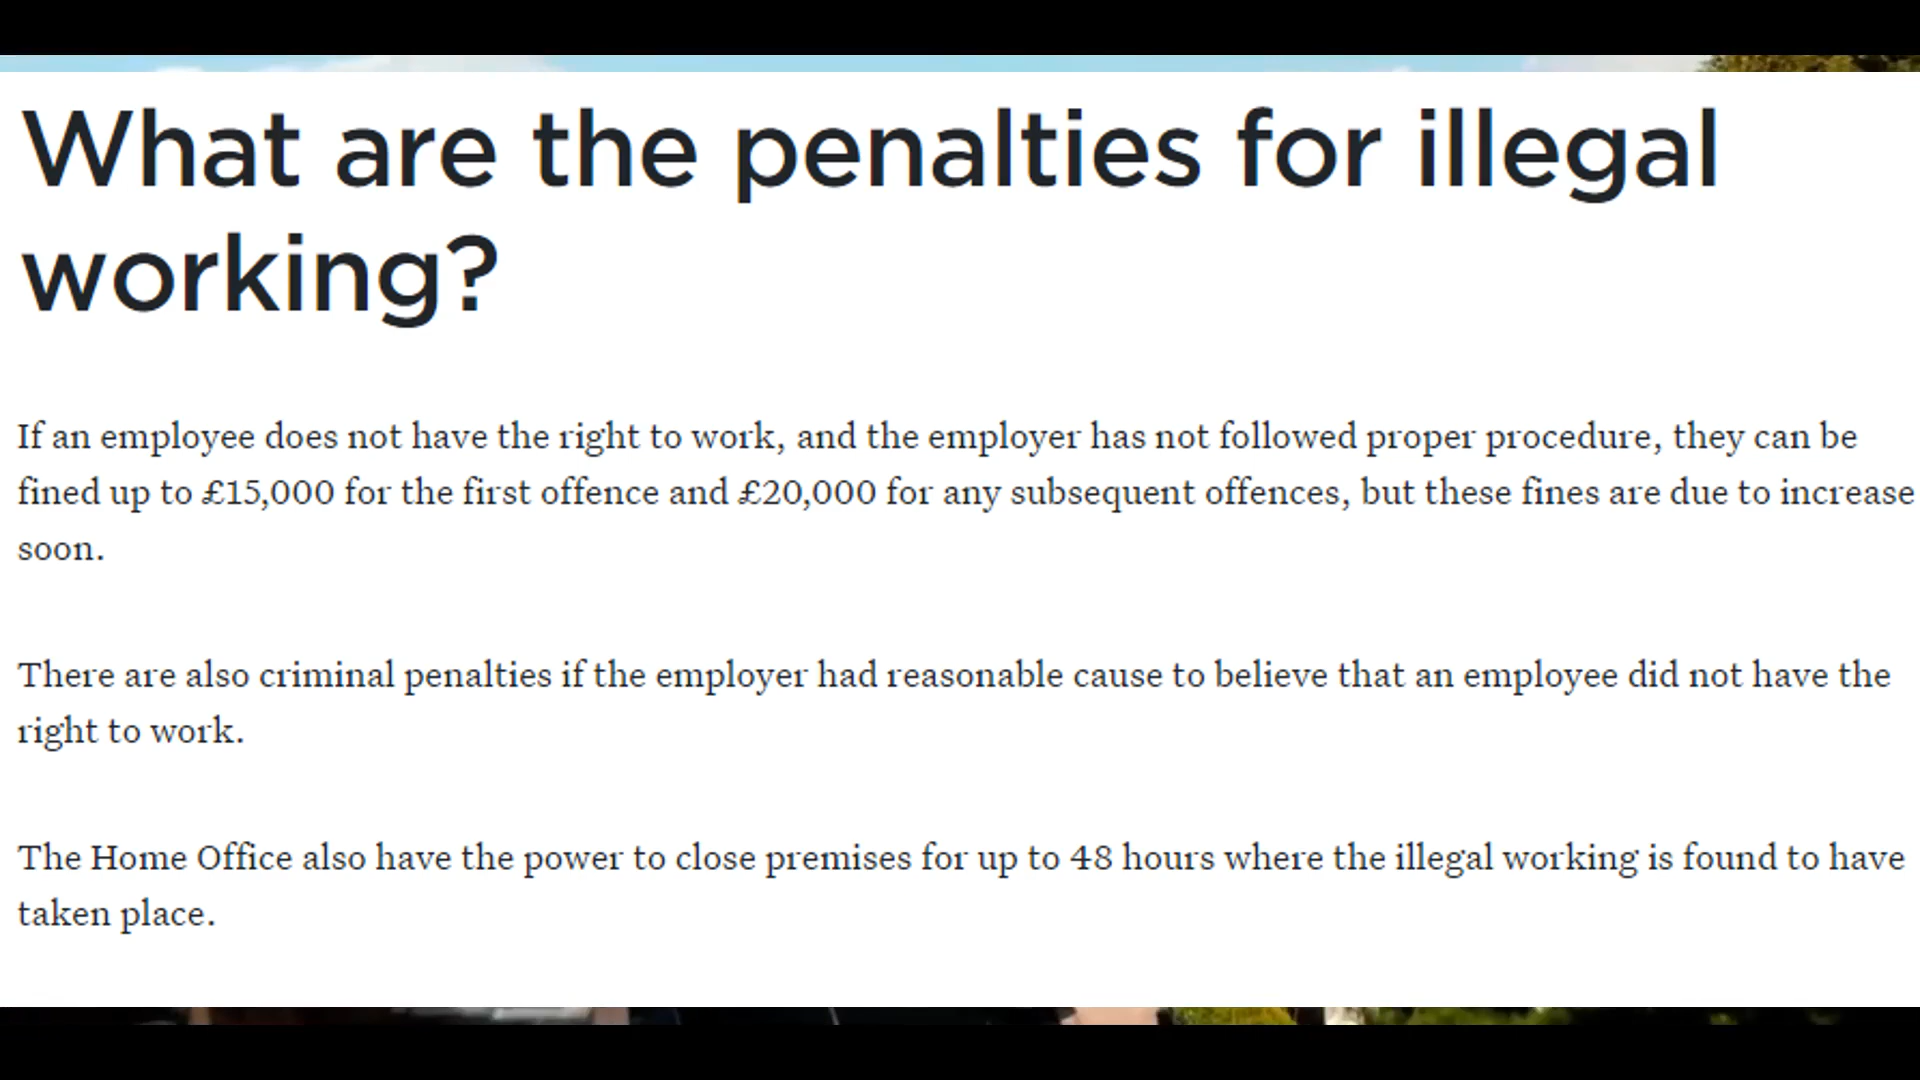 What are the penalties for illegal
working?
If an employee does not have the right to work, and the employer has not followed proper procedure, they can be
fined up to £15,000 for the first offence and £20,000 for any subsequent offences, but these fines are due to increase
soon.
There are also criminal penalties if the employer had reasonable cause to believe that an employee did not have the
right to work.
The Home Office also have the power to close premises for up to 48 hours where the illegal working is found to have
taken place.